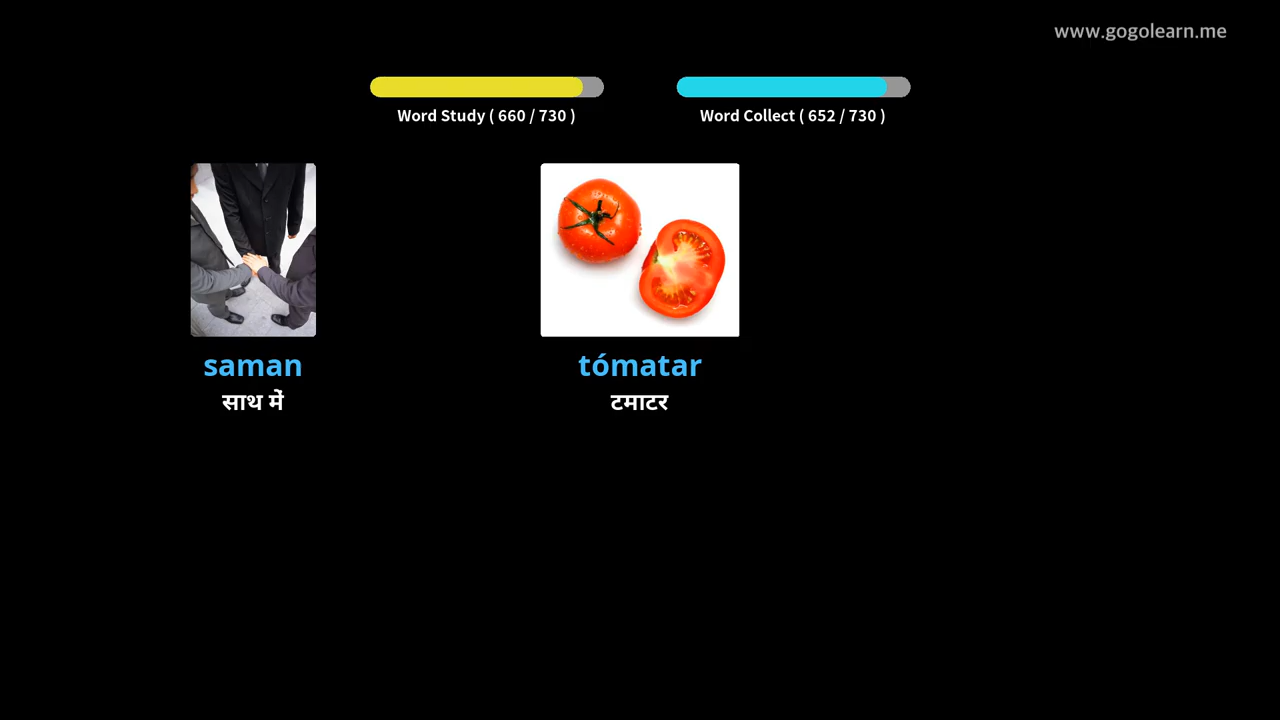 www.gogolearn.me
Word Study ( 660 / 730 )
Word Collect ( 652 / 730 )
saman
साथ में
tómatar
टमाटर